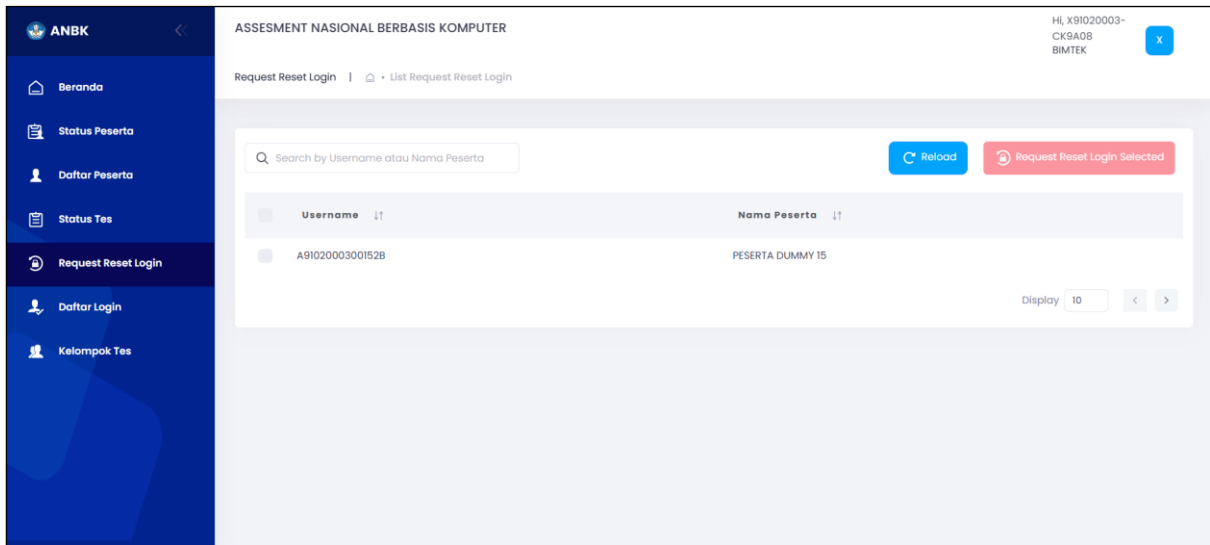 ANBK
Beranda
Status Peserta
Daftar Peserta
Status Tes
Request Reset Login
Daftar Login
Kelompok Tes
ASSESMENT NASIONAL BERBASIS KOMPUTER
Hi, X91020003-
CK9A08
BIMTEK
X
Request Reset Login | • List Request Reset Login
Search by Username atau Nama Peserta
Reload
Request Reset Login Selected
Username Nama Peserta
A9102000300152B PESERTA DUMMY 15
Display 10